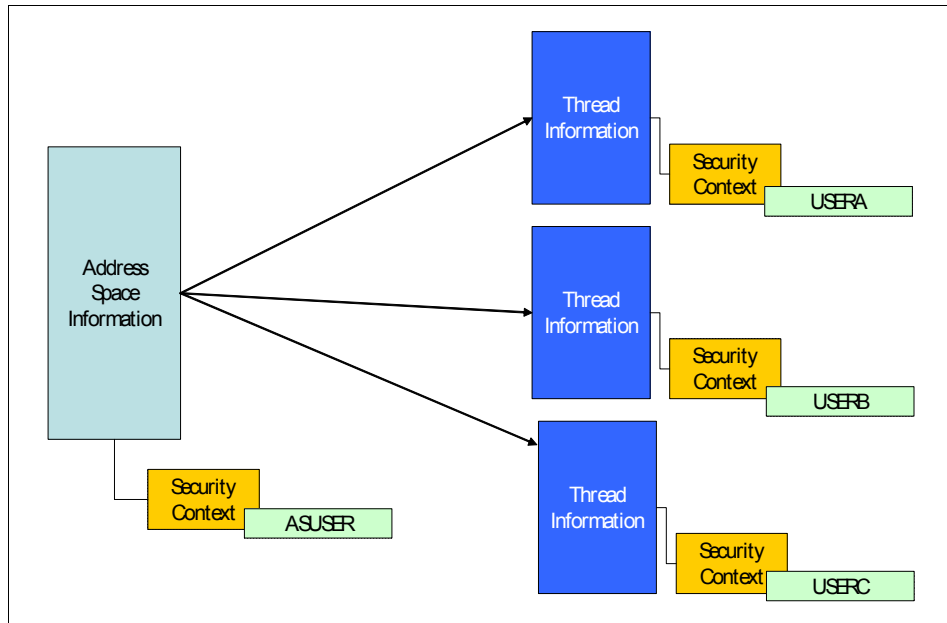 Thread
Information
Security
Context
USERA
Address
Space
Information
Thread
Information
Security
Context
USERB
Security
Context
ASUSER
Thread
Information
Security
Context
USERC